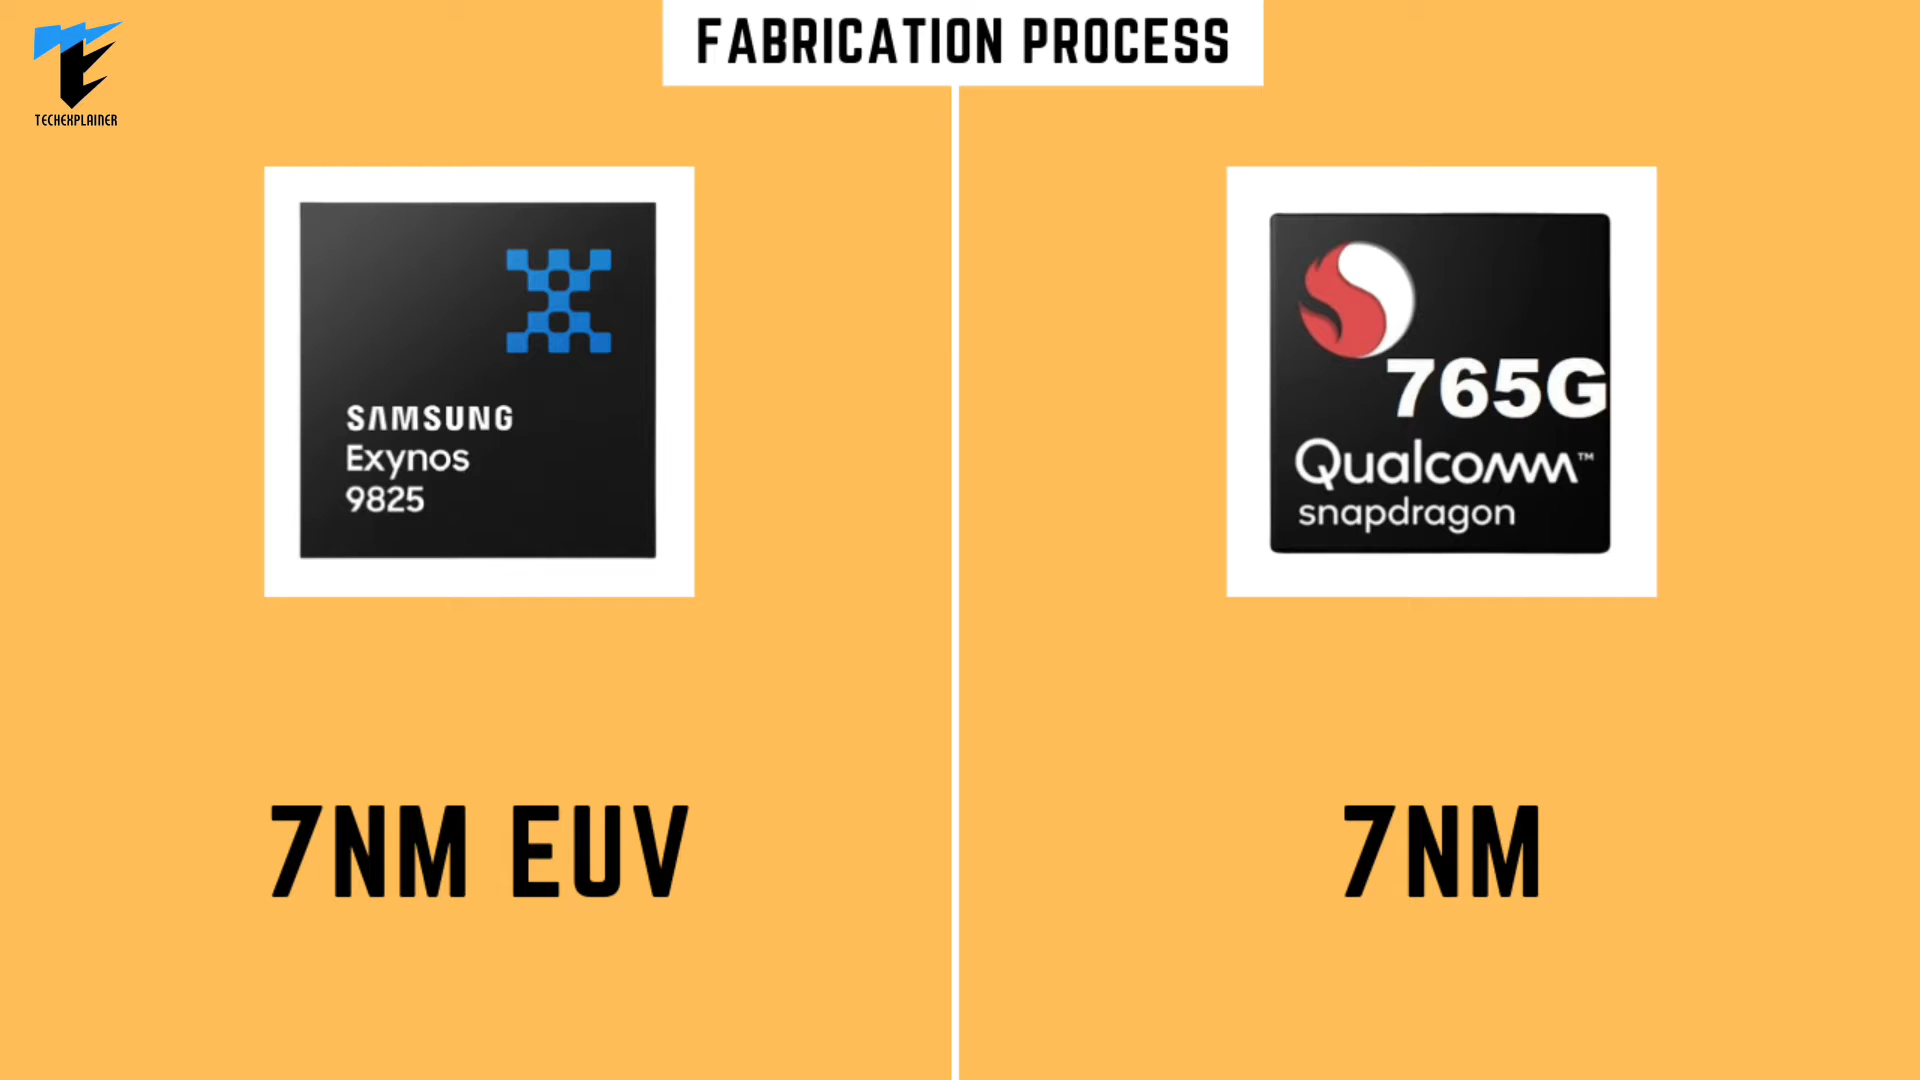 FABRICATION PROCESS
TECHEXPLAINER
SAMSUNG
Exynos
9825
765G
Qualcomm™
snapdragon
7NM EUV
7NM